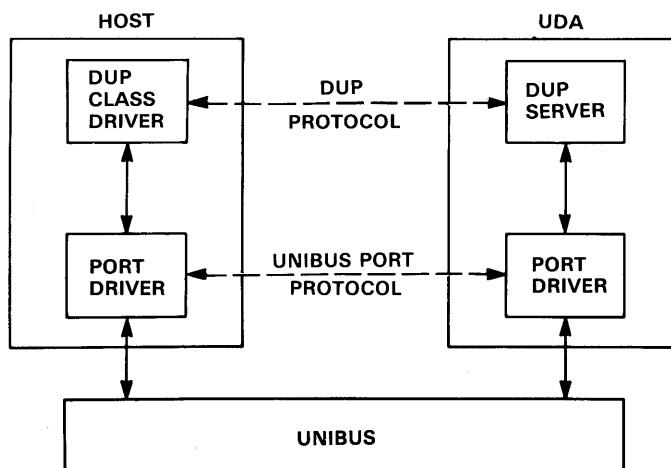 HOST
UDA
DUP
CLASS
DRIVER
DUP
PROTOCOL
DUP
SERVER
PORT
DRIVER
UNIBUS PORT
PROTOCOL
PORT
DRIVER
UNIBUS